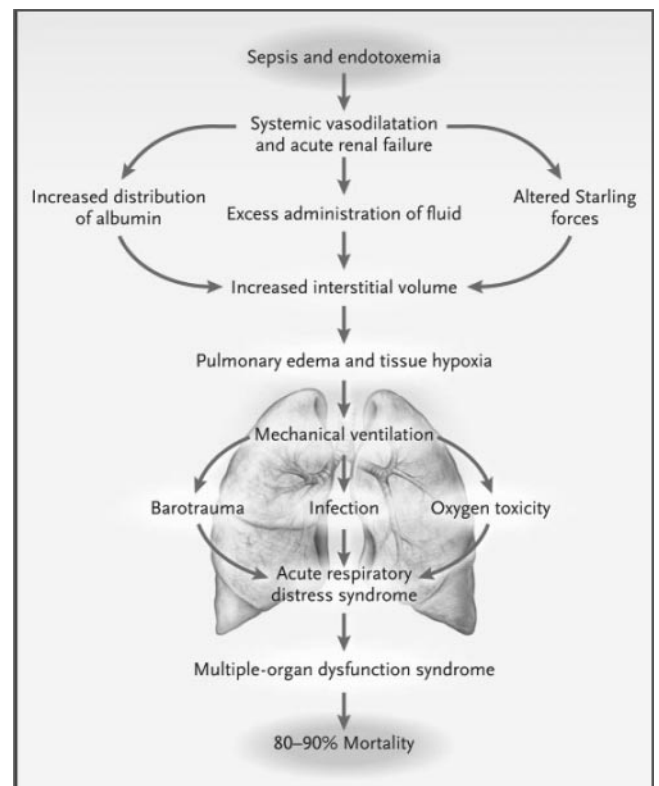 Sepsis and endotoxemia
Systemic vasodilatation
and acute renal failure
Increased distribution
of albumin
Excess administration of fluid
Altered Starling
forces
Increased interstitial volume
Pulmonary edema and tissue hypoxia
Mechanical ventilation
Barotrauma
Infection
Oxygen toxicity
Acute respiratory
distress syndrome
Multiple-organ dysfunction syndrome
80–90% Mortality